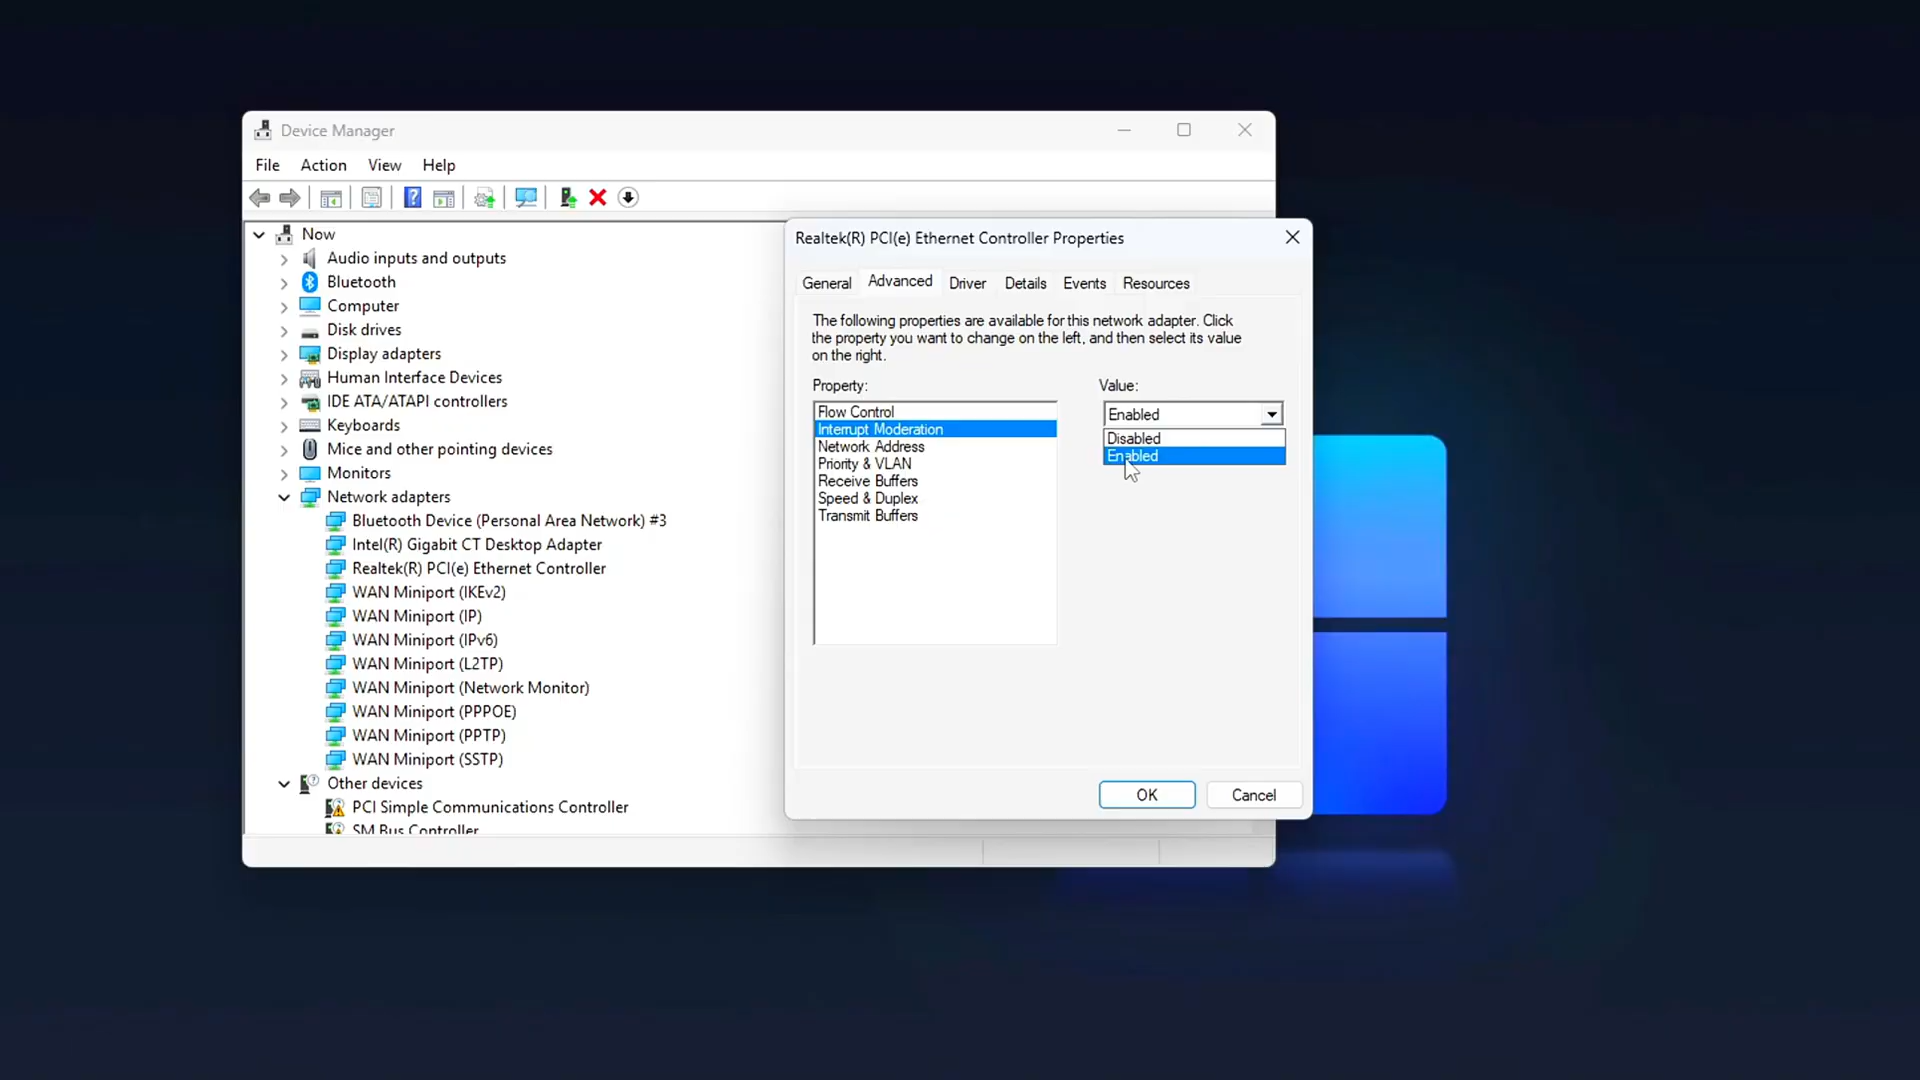 Device Manager
File Action View Help
Now
Audio inputs and outputs
Bluetooth
Computer
Disk drives
Display adapters
Human Interface Devices
IDE ATA/ATAPI controllers
Keyboards
Mice and other pointing devices
Monitors
Network adapters
Bluetooth Device (Personal Area Network) #3
Intel(R) Gigabit CT Desktop Adapter
Realtek(R) PCI(e) Ethernet Controller
WAN Miniport (IKEv2)
WAN Miniport (IP)
WAN Miniport (IPv6)
WAN Miniport (L2TP)
WAN Miniport (Network Monitor)
WAN Miniport (PPPOE)
WAN Miniport (PPTP)
WAN Miniport (SSTP)
Other devices
PCI Simple Communications Controller
SM Bus Controller
Realtek(R) PCI(e) Ethernet Controller Properties
General Advanced Driver Details Events Resources
The following properties are available for this network adapter. Click
the property you want to change on the left, and then select its value
on the right.
Property:
Flow Control
Interrupt Moderation
Network Address
Priority & VLAN
Receive Buffers
Speed & Duplex
Transmit Buffers
Value:
Enabled
Disabled
Enabled
OK Cancel